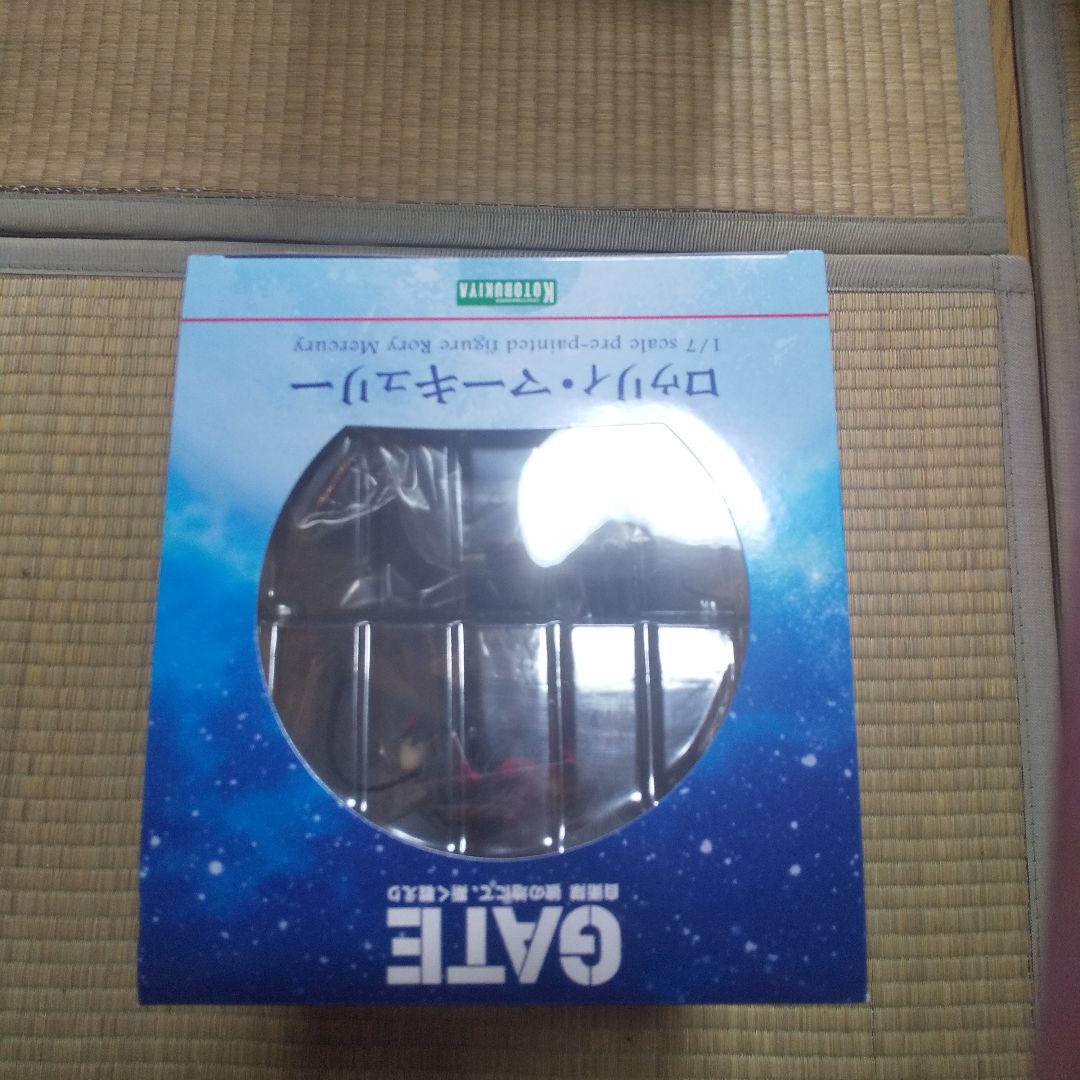 GATE
自衛隊 彼の地にて、斯く戦えり
ロゥリィ・マーキュリー
1/7 scale pre-painted figure Rory Mercury
KOTOBUKIYA